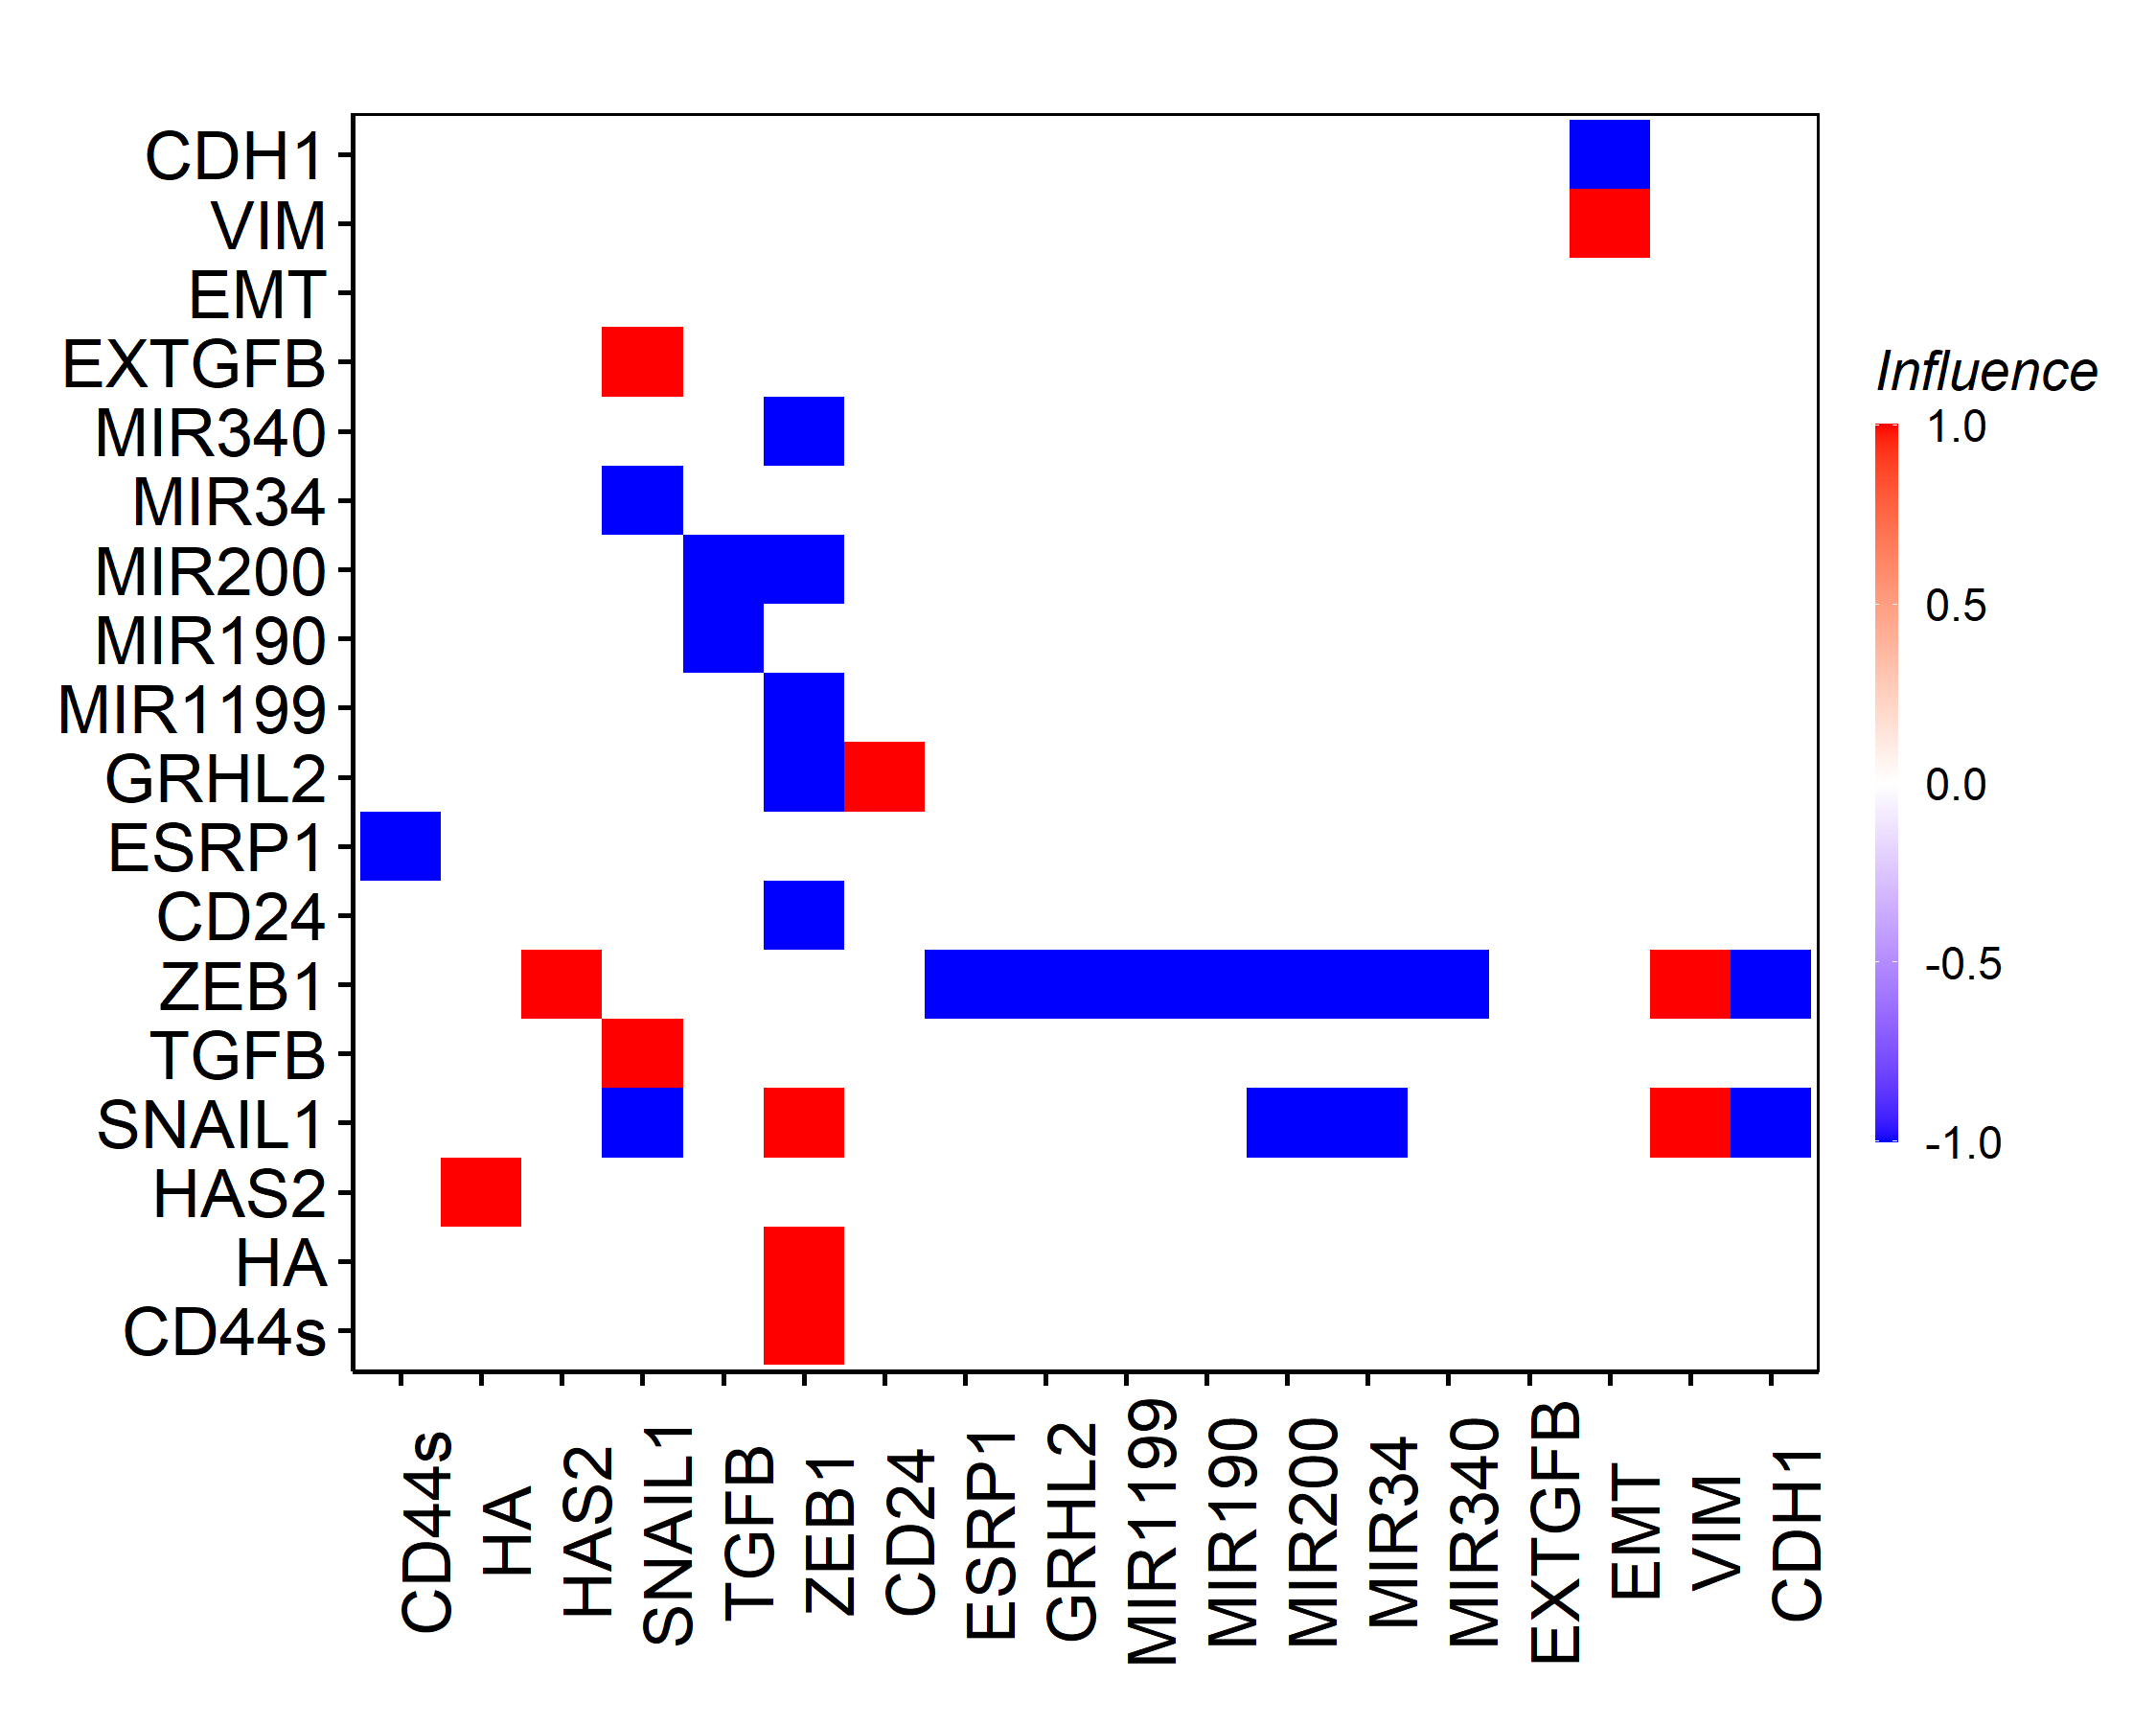 CDH1
VIM
EMT
EXTGFB
MIR340
MIR34
MIR200
MIR190
MIR1199
GRHL2
ESRP1
CD24
ZEB1
TGFB
SNAIL1
HAS2
HA
CD44s
CD44s
HA
HAS2
SNAIL1
TGFB
ZEB1
CD24
ESRP1
GRHL2
MIR1199
MIR190
MIR200
MIR34
MIR340
EXTGFB
EMT
VIM
CDH1
Influence
1.0
0.5
0.0
-0.5
-1.0